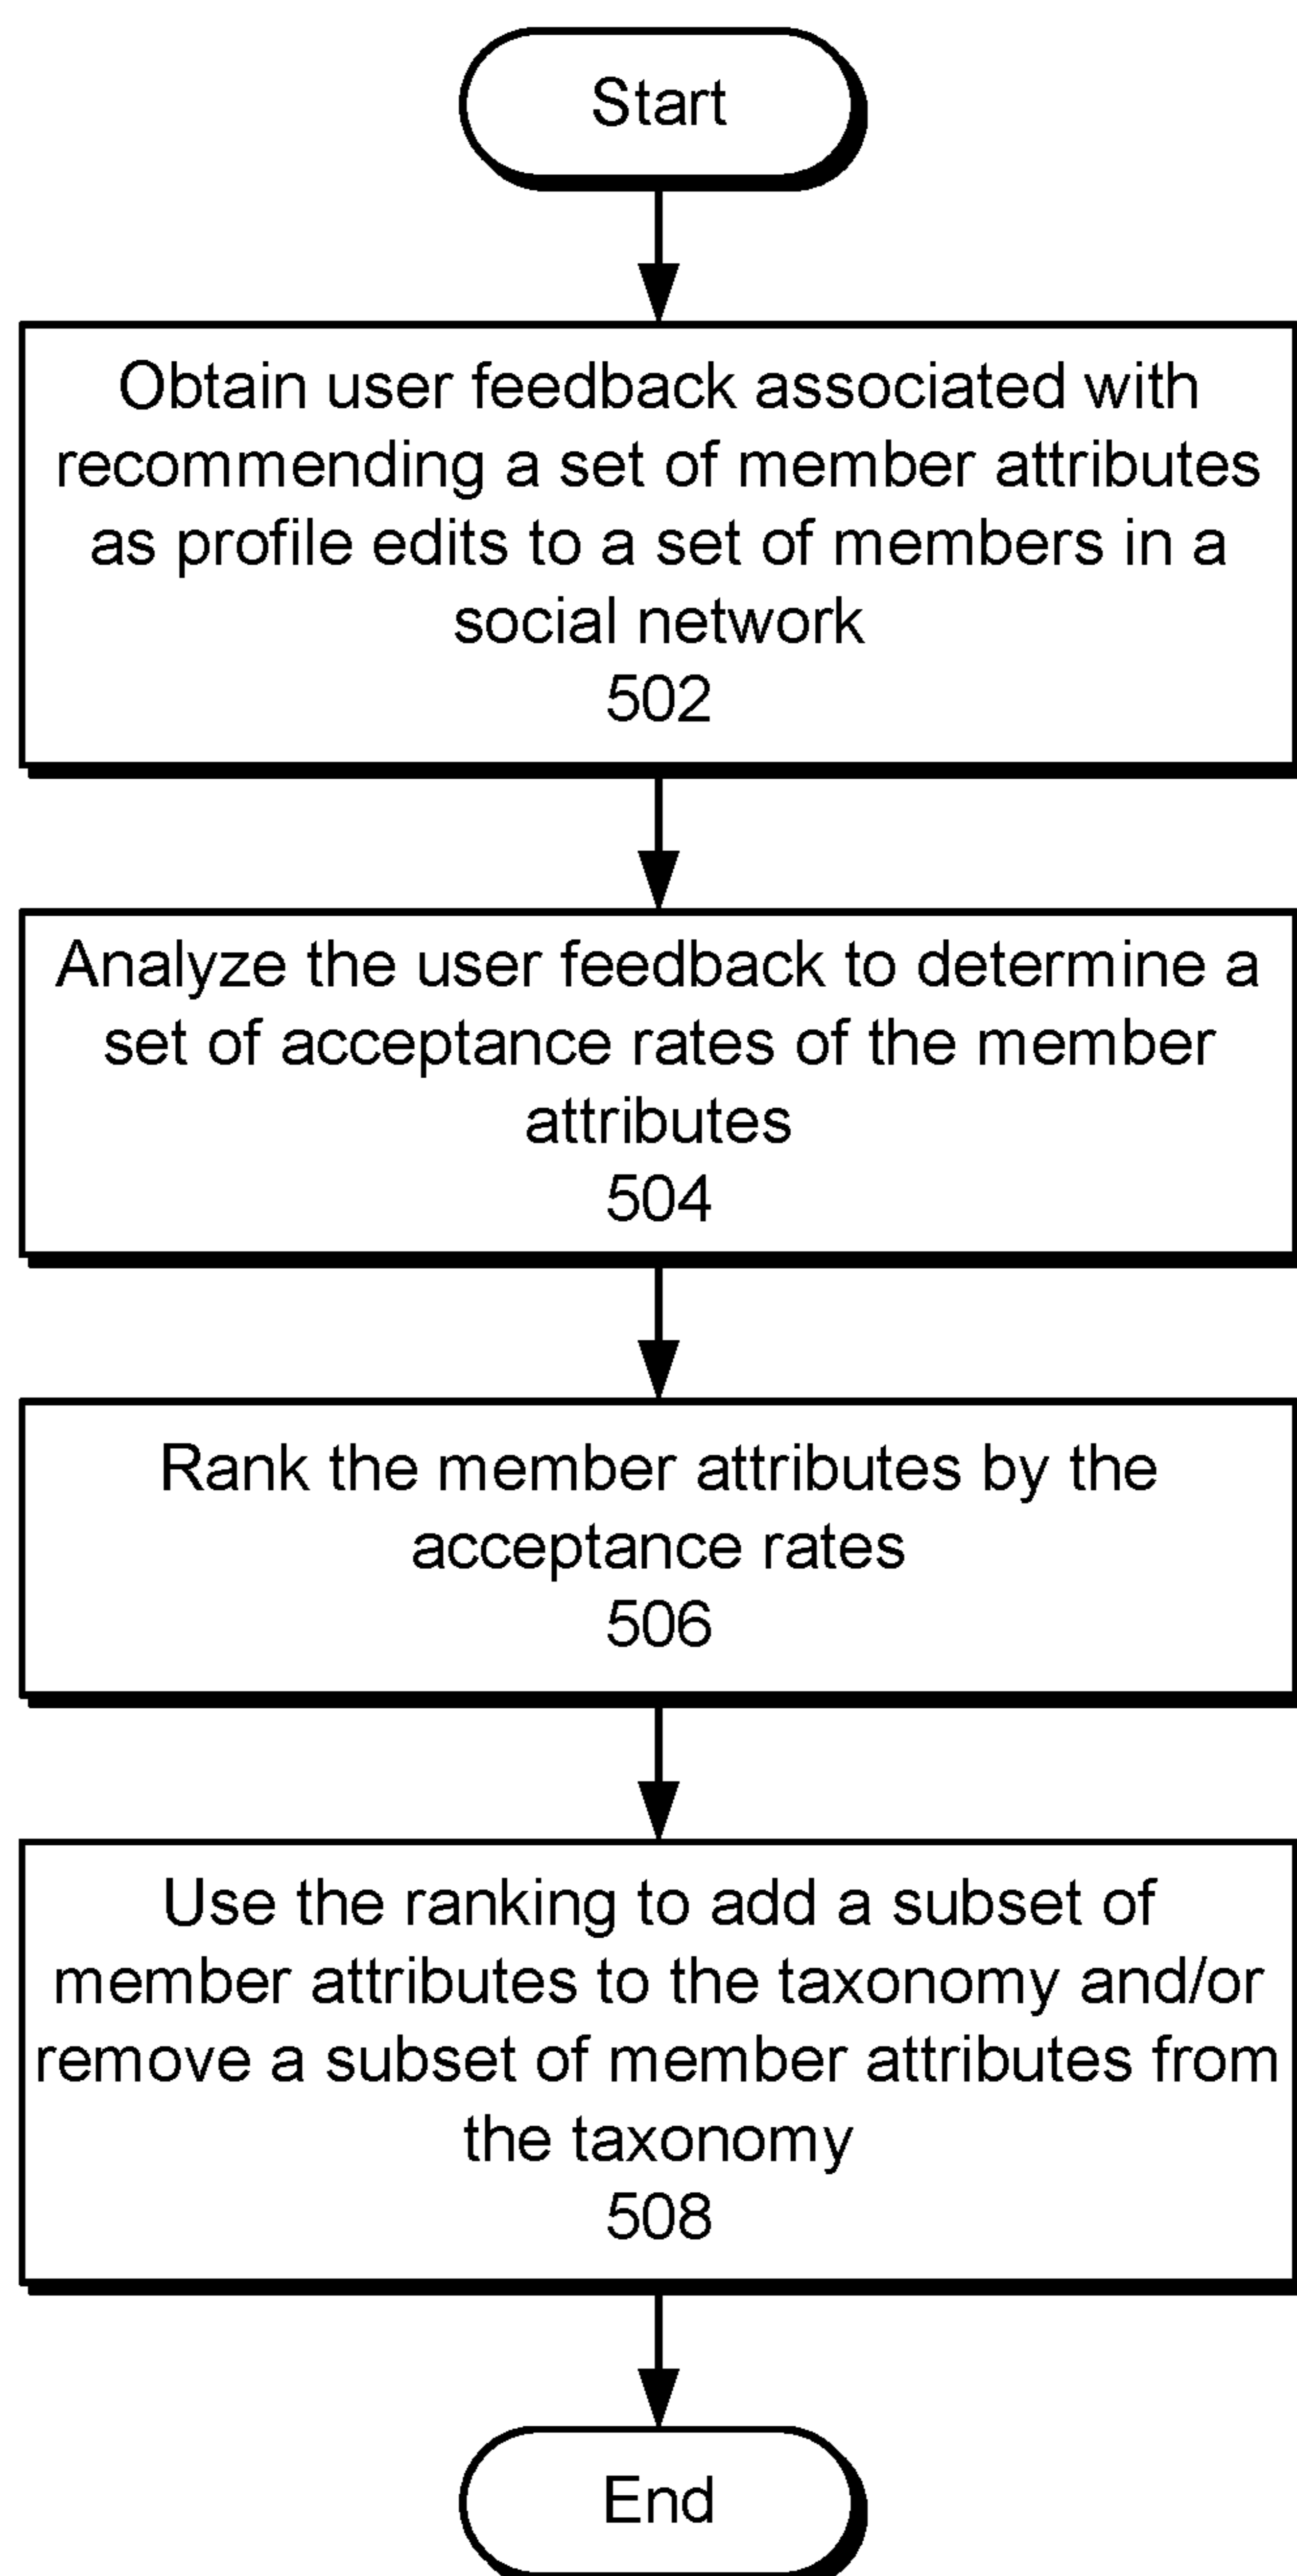 Start
Obtain user feedback associated with
recommending a set of member attributes
as profile edits to a set of members in a
social network
502
Analyze the user feedback to determine a
set of acceptance rates of the member
attributes
504
Rank the member attributes by the
acceptance rates
506
Use the ranking to add a subset of
member attributes to the taxonomy and/or
remove a subset of member attributes from
the taxonomy
508
End